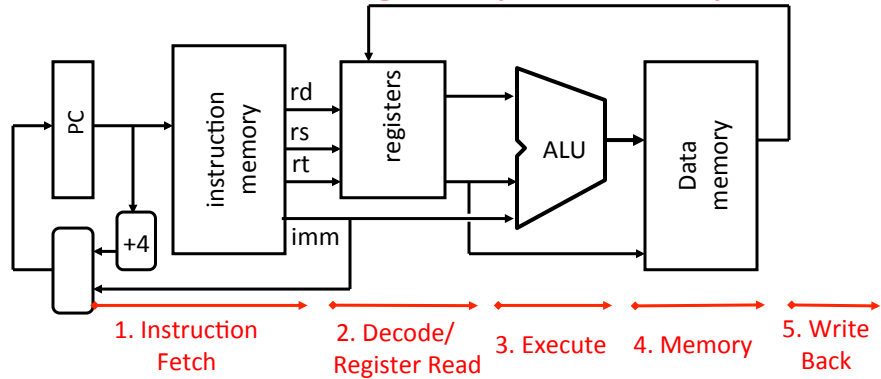 PC
+4
instruction
memory
rd
rs
rt
imm
registers
ALU
Data
memory
1. Instruction
Fetch
2. Decode/
Register Read
3. Execute
4. Memory
5. Write
Back